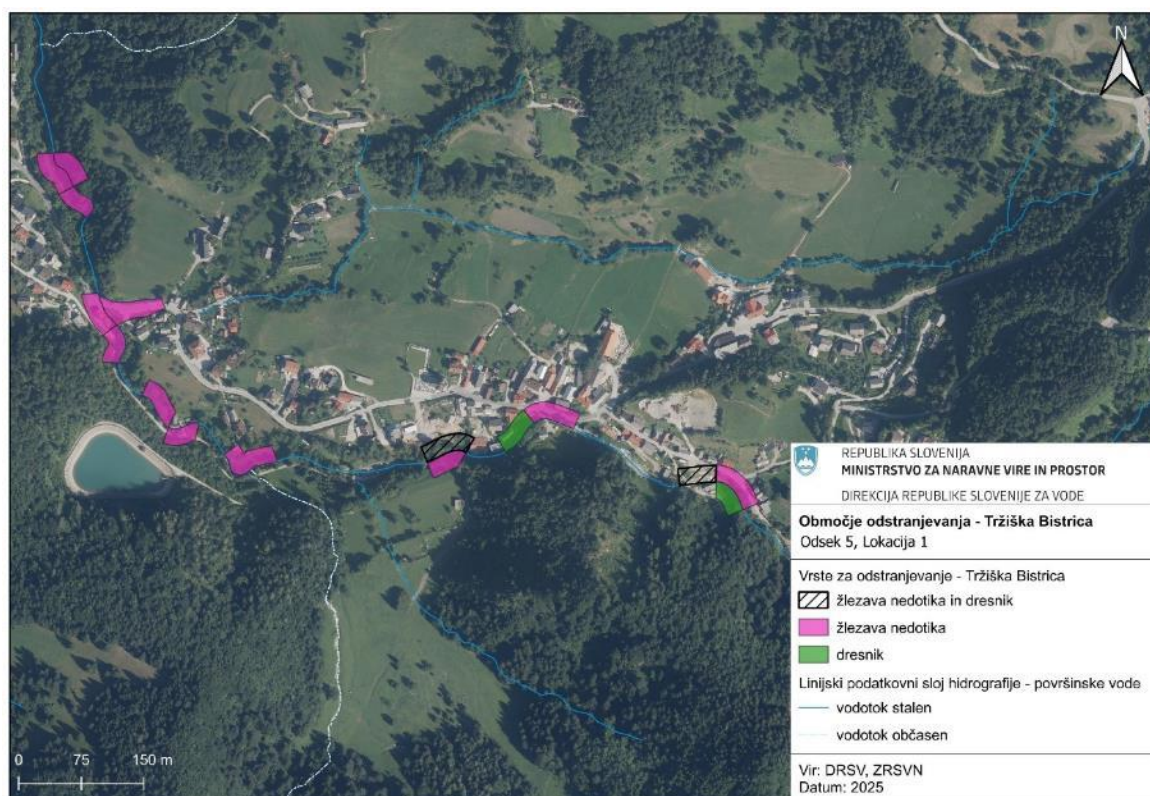 N
REPUBLIKA SLOVENIJA
MINISTRSTVO ZA NARAVNE VIRE IN PROSTOR
DIREKCIJA REPUBLIKE SLOVENIJE ZA VODE
Območje odstranjevanja - Tržiška Bistrica
Odsek 5, Lokacija 1
Vrste za odstranjevanje - Tržiška Bistrica
žlezava nedotika in dresnik
žlezava nedotika
dresnik
Linijski podatkovni sloj hidrografije - površinske vode
vodotok stalen
vodotok občasen
0 75 150 m
Vir: DRSV, ZRSVN
Datum: 2025